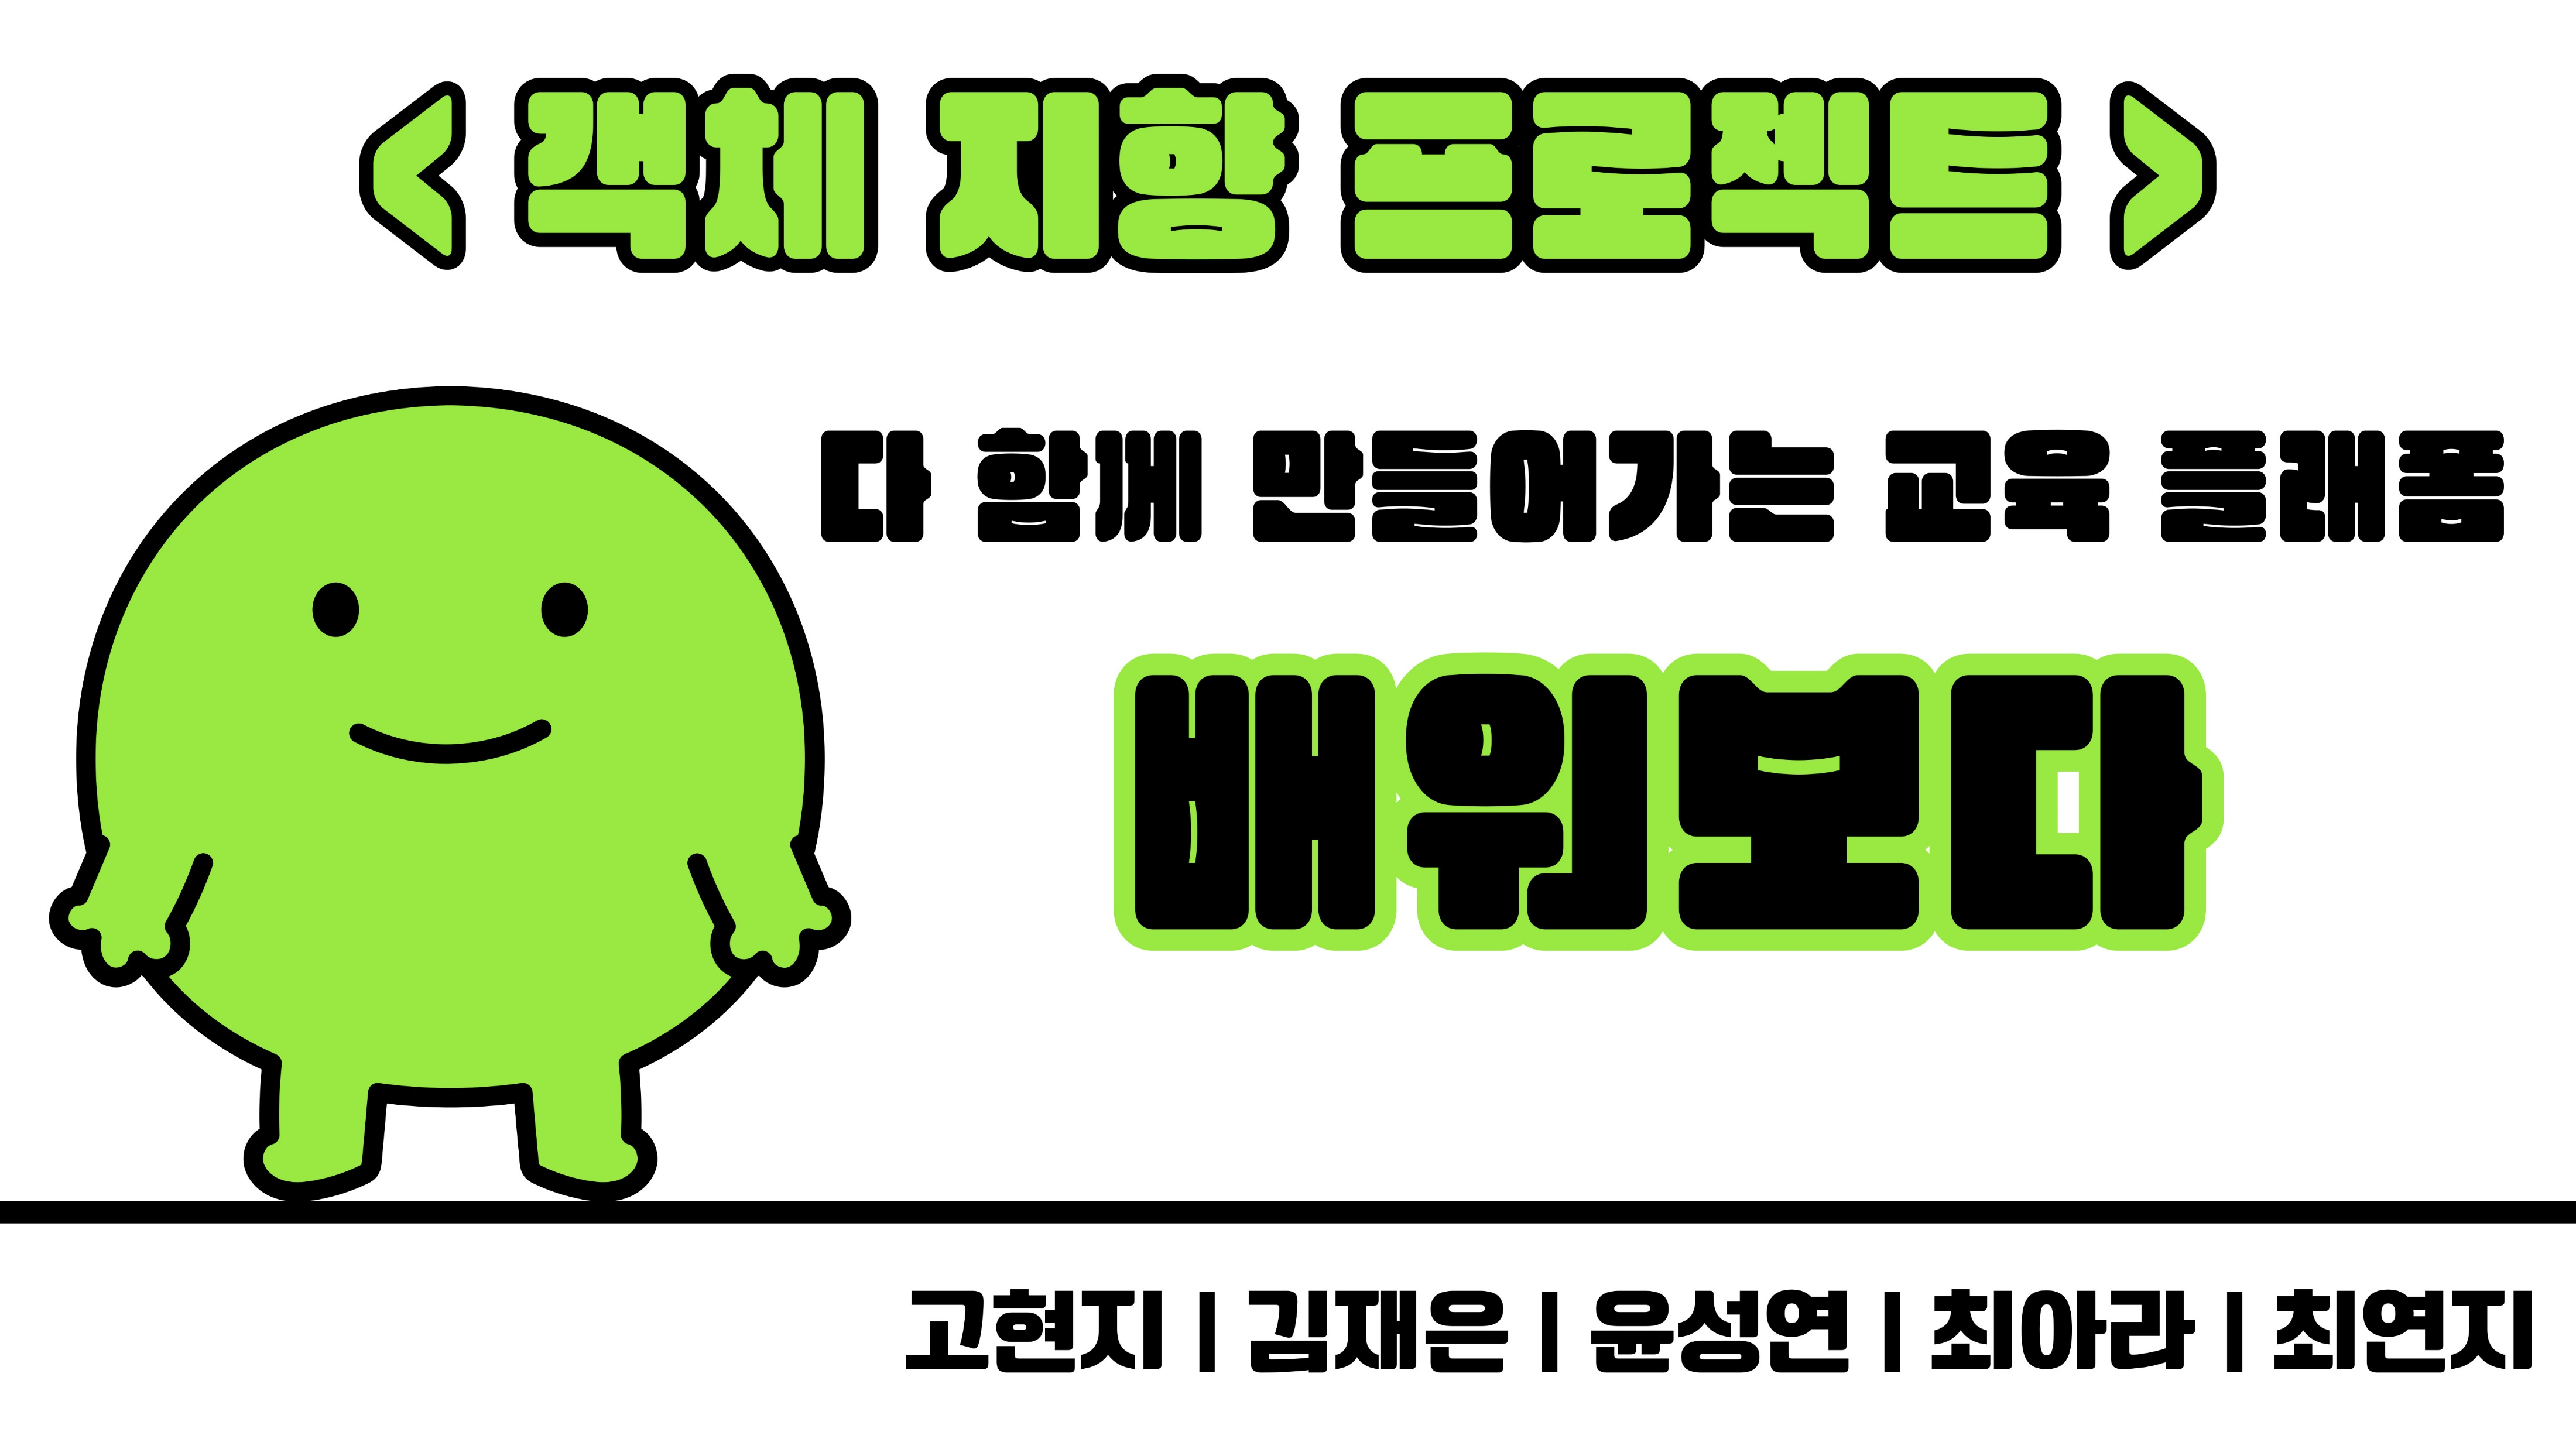 < 객체 지향 프로젝트 >
다 함께 만들어가는 교육 플래폼
배워보다
고현지 | 김재은 | 윤성연 | 최아라 | 최연지